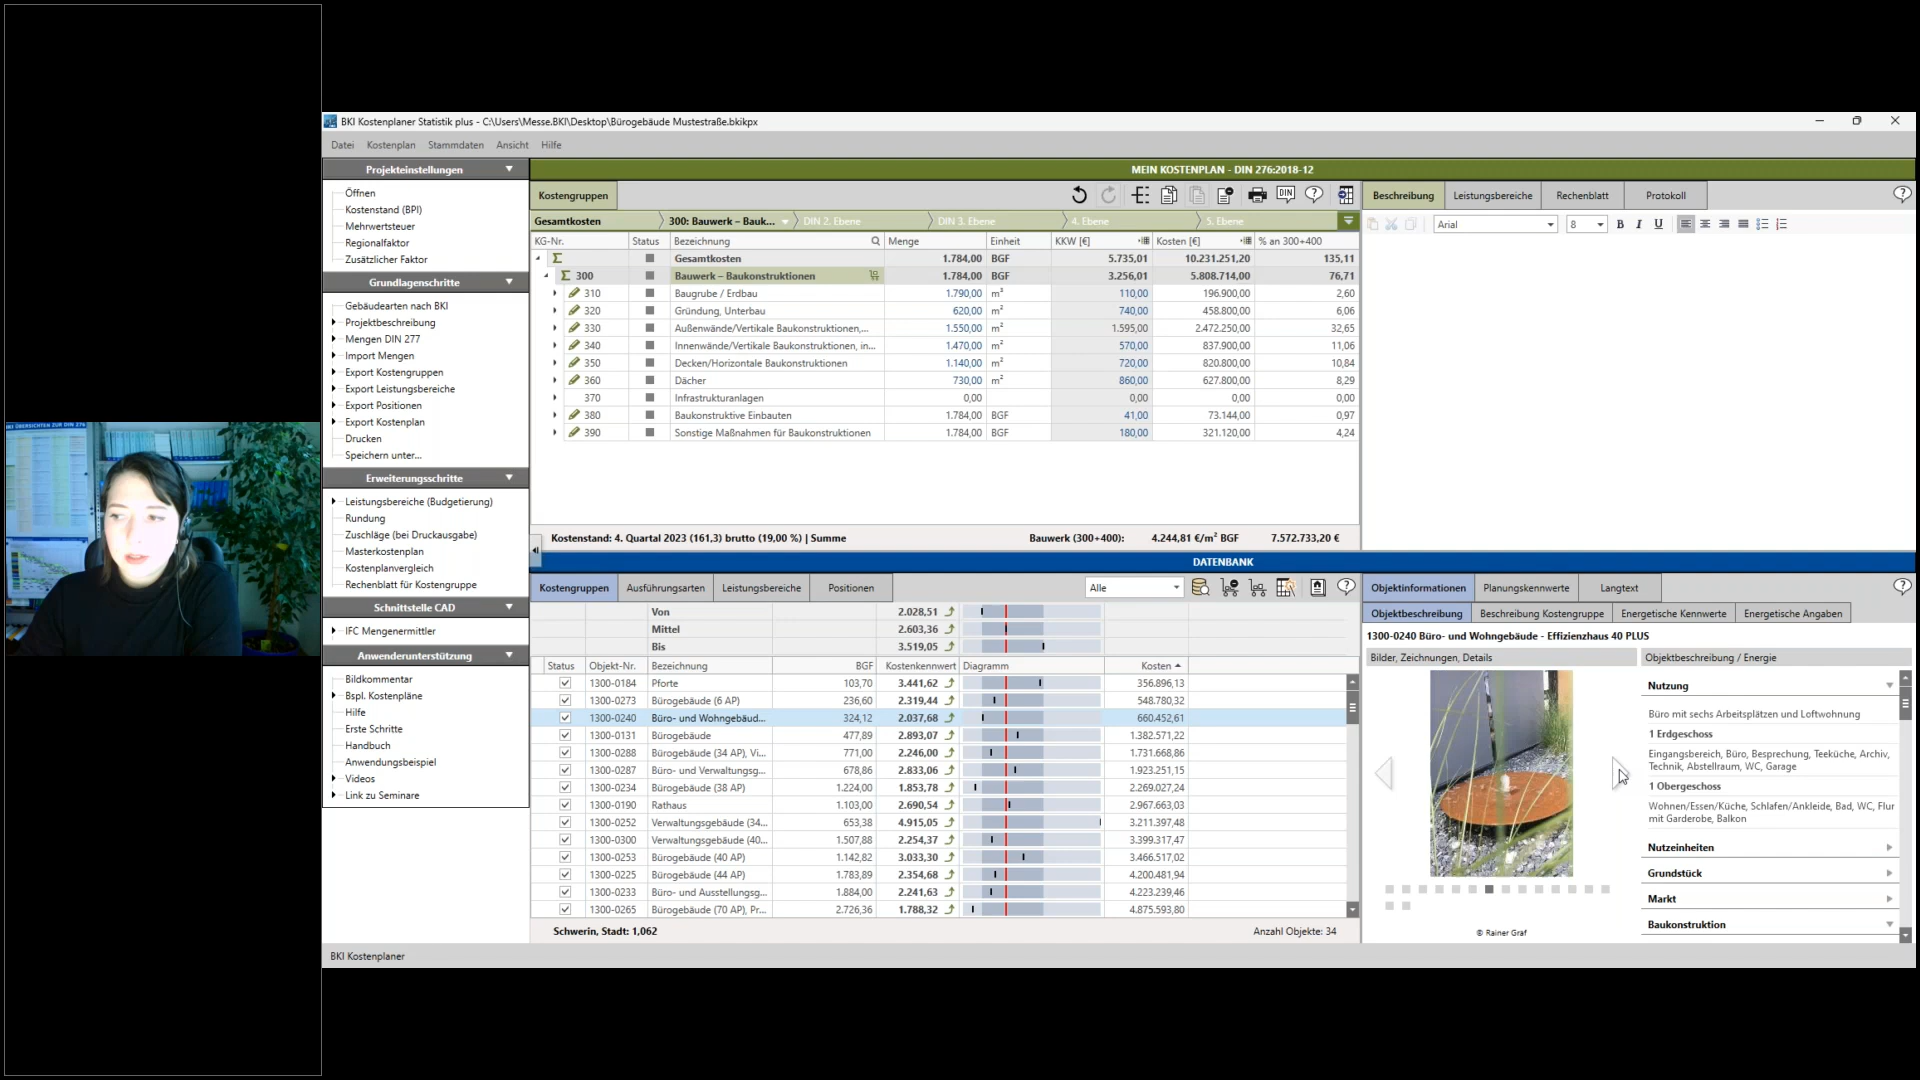 BKI ÜBERSICHTEN ZUR DIN 276
BKI Kostenplaner Statistik plus - C:\Users\Messe.BKI\Desktop\Bürogebäude Mustestraße.bkikpx
Datei Kostenplan Stammdaten Ansicht Hilfe
Projekteinstellungen
Öffnen
Kostenstand (BPI)
Mehrwertsteuer
Regionalfaktor
Zusätzlicher Faktor
Grundlagenschritte
Gebäudearten nach BKI
Projektbeschreibung
Mengen DIN 277
Import Mengen
Export Kostengruppen
Export Leistungsbereiche
Export Positionen
Export Kostenplan
Drucken
Speichern unter...
Erweiterungsschritte
Leistungsbereiche (Budgetierung)
Rundung
Zuschläge (bei Druckausgabe)
Masterkostenplan
Kostenplanvergleich
Rechenblatt für Kostengruppe
Schnittstelle CAD
IFC Mengenermittler
Anwenderunterstützung
Bildkommentar
Bspl. Kostenpläne
Hilfe
Erste Schritte
Handbuch
Anwendungsbeispiel
Videos
Link zu Seminare
MEIN KOSTENPLAN - DIN 276:2018-12
Kostengruppen DIN
Gesamtkosten 300: Bauwerk – Bauk... DIN 2. Ebene DIN 3. Ebene 4. Ebene 5. Ebene
KG-Nr. Status Bezeichnung Menge Einheit KKW [€] Kosten [€] % an 300+400
Σ Gesamtkosten 1.784,00 BGF 5.735,01 10.231.251,20 135,11
Σ 300 Bauwerk – Baukonstruktionen 1.784,00 BGF 3.256,01 5.808.714,00 76,71
310 Baugrube / Erdbau 1.790,00 m² 110,00 196.900,00 2,60
320 Gründung, Unterbau 620,00 m² 740,00 458.800,00 6,06
330 Außenwände/Vertikale Baukonstruktionen,... 1.550,00 m² 1.595,00 2.472.250,00 32,65
340 Innenwände/Vertikale Baukonstruktionen, in... 1.470,00 m² 570,00 837.900,00 11,06
350 Decken/Horizontale Baukonstruktionen 1.140,00 m² 720,00 820.800,00 10,84
360 Dächer 730,00 m² 860,00 627.800,00 8,29
370 Infrastrukturanlagen 0,00 0,00 0,00 0,00
380 Baukonstruktive Einbauten 1.784,00 BGF 41,00 73.144,00 0,97
390 Sonstige Maßnahmen für Baukonstruktionen 1.784,00 BGF 180,00 321.120,00 4,24
Kostenstand: 4. Quartal 2023 (161,3) brutto (19,00 %) | Summe Bauwerk (300+400): 4.244,81 €/m² BGF 7.572.733,20 €
Beschreibung Leistungsbereiche Rechenblatt Protokoll
Arial 8 B I U
DATENBANK
Kostengruppen Ausführungsarten Leistungsbereiche Positionen Alle
Von 2.028,51
Mittel 2.603,36
Bis 3.519,05
Status Objekt-Nr. Bezeichnung BGF Kostenkennwert Diagramm Kosten
1300-0184 Pforte 103,70 3.441,62 356.896,13
1300-0273 Bürogebäude (6 AP) 236,60 2.319,44 548.780,32
1300-0240 Büro- und Wohngebäud... 324,12 2.037,68 660.452,61
1300-0131 Bürogebäude 477,89 2.893,07 1.382.571,22
1300-0288 Bürogebäude (34 AP), Vi... 771,00 2.246,00 1.731.668,86
1300-0287 Büro- und Verwaltungsg... 678,86 2.833,06 1.923.251,15
1300-0234 Bürogebäude (38 AP) 1.224,00 1.853,78 2.269.027,24
1300-0190 Rathaus 1.103,00 2.690,54 2.967.663,03
1300-0252 Verwaltungsgebäude (34... 653,38 4.915,05 3.211.397,48
1300-0300 Verwaltungsgebäude (40... 1.507,88 2.254,37 3.399.317,47
1300-0253 Bürogebäude (40 AP) 1.142,82 3.033,30 3.466.517,02
1300-0225 Bürogebäude (44 AP) 1.783,89 2.354,68 4.200.481,94
1300-0233 Büro- und Ausstellungsg... 1.884,00 2.241,63 4.223.239,46
1300-0265 Bürogebäude (70 AP), Pr... 2.726,36 1.788,32 4.875.593,80
Schwerin, Stadt: 1,062 Anzahl Objekte: 34
Objektinformationen Planungskennwerte Langtext
Objektbeschreibung Beschreibung Kostengruppe Energetische Kennwerte Energetische Angaben
1300-0240 Büro- und Wohngebäude - Effizienzhaus 40 PLUS
Bilder, Zeichnungen, Details
© Rainer Graf
Objektbeschreibung / Energie
Nutzung
Büro mit sechs Arbeitsplätzen und Loftwohnung
1 Erdgeschoss
Eingangsbereich, Büro, Besprechung, Teeküche, Archiv,
Technik, Abstellraum, WC, Garage
1 Obergeschoss
Wohnen/Essen/Küche, Schlafen/Ankleide, Bad, WC, Flur
mit Garderobe, Balkon
Nutzeinheiten
Grundstück
Markt
Baukonstruktion
BKI Kostenplaner